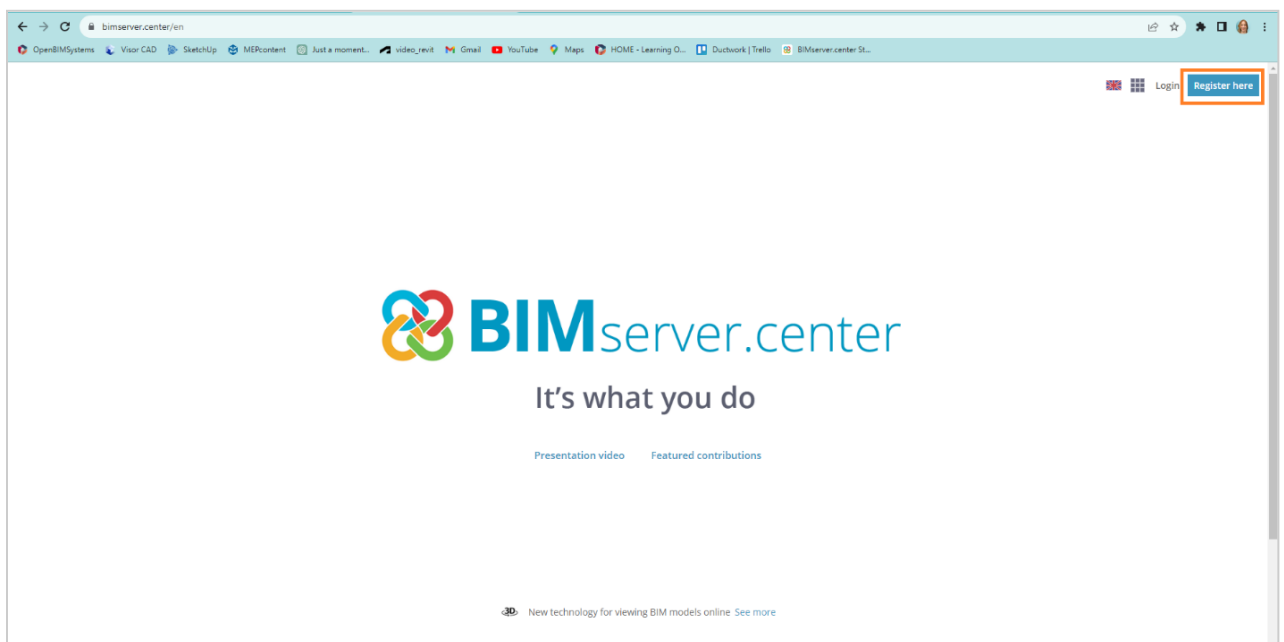 bimserver.center/en
OpenBIMSystems Visor CAD SketchUp MEPcontent Just a moment... video_revit Gmail YouTube Maps HOME - Learning O... Ductwork | Trello BIMserver.center St...
Login Register here
BIMserver.center
It's what you do
Presentation video Featured contributions
3D New technology for viewing BIM models online See more